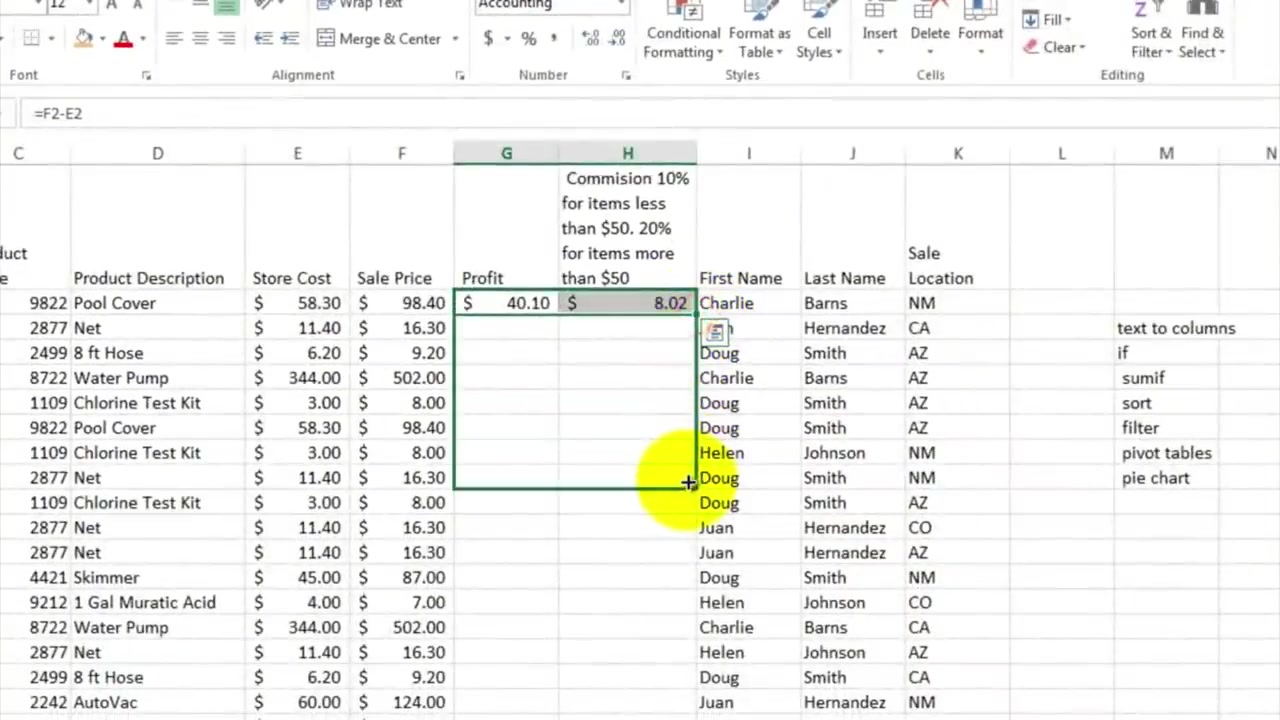 12 A A Wrap Text Accounting Fill Sort & Find &
Merge & Center $ % , Conditional Format as Cell Insert Delete Format Clear Filter Select
Formatting Table Styles
Font Alignment Number Styles Cells Editing
=F2-E2
C D E F G H I J K L M N
Commision 10%
for items less
than $50. 20%
duct for items more Sale
Product Description Store Cost Sale Price Profit than $50 First Name Last Name Location
9822 Pool Cover $ 58.30 $ 98.40 $ 40.10 $ 8.02 Charlie Barns NM
2877 Net $ 11.40 $ 16.30 Hernandez CA text to columns
2499 8 ft Hose $ 6.20 $ 9.20 Doug Smith AZ if
8722 Water Pump $ 344.00 $ 502.00 Charlie Barns AZ sumif
1109 Chlorine Test Kit $ 3.00 $ 8.00 Doug Smith AZ sort
9822 Pool Cover $ 58.30 $ 98.40 Doug Smith AZ filter
1109 Chlorine Test Kit $ 3.00 $ 8.00 Helen Johnson NM pivot tables
2877 Net $ 11.40 $ 16.30 Doug Smith NM pie chart
1109 Chlorine Test Kit $ 3.00 $ 8.00 Doug Smith AZ
2877 Net $ 11.40 $ 16.30 Juan Hernandez CO
2877 Net $ 11.40 $ 16.30 Juan Hernandez AZ
4421 Skimmer $ 45.00 $ 87.00 Doug Smith NM
9212 1 Gal Muratic Acid $ 4.00 $ 7.00 Helen Johnson CO
8722 Water Pump $ 344.00 $ 502.00 Charlie Barns CA
2877 Net $ 11.40 $ 16.30 Helen Johnson AZ
2499 8 ft Hose $ 6.20 $ 9.20 Doug Smith CA
2242 AutoVac $ 60.00 $ 124.00 Juan Hernandez NM